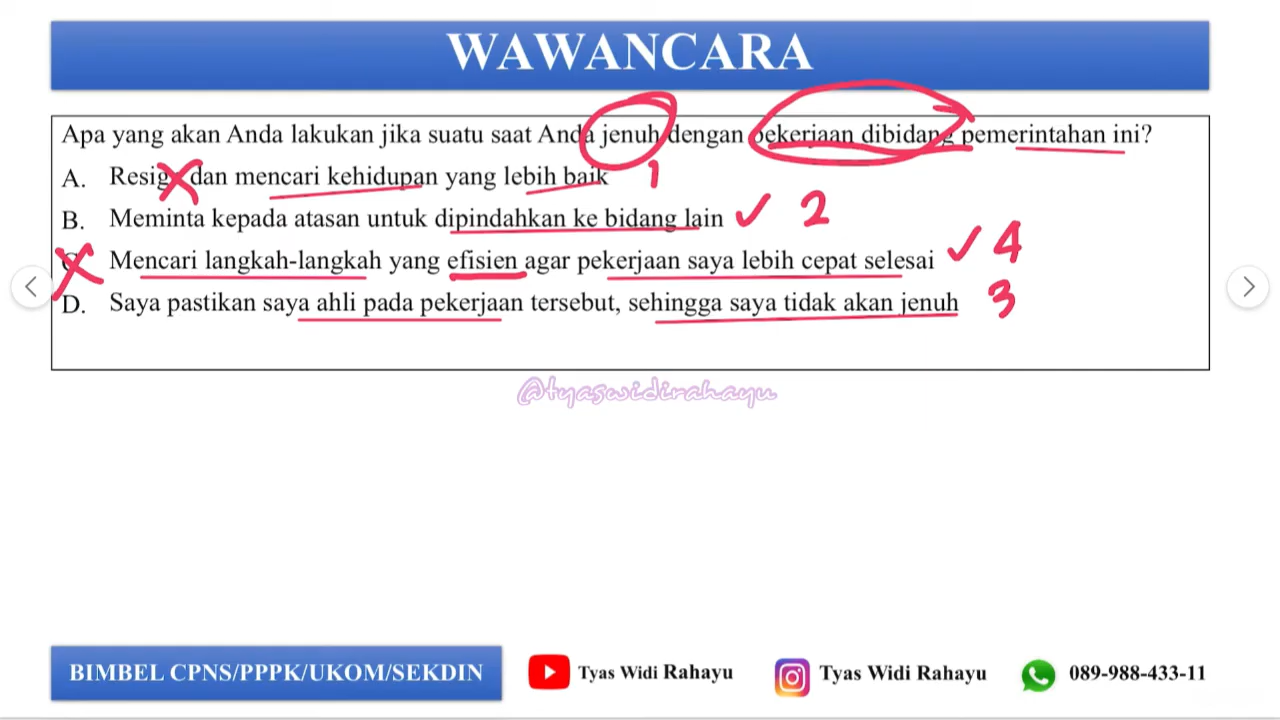 WAWANCARA
Apa yang akan Anda lakukan jika suatu saat Anda jenuh dengan pekerjaan dibidang pemerintahan ini?
A. Resign dan mencari kehidupan yang lebih baik 1
B. Meminta kepada atasan untuk dipindahkan ke bidang lain ✓ 2
C. Mencari langkah-langkah yang efisien agar pekerjaan saya lebih cepat selesai ✓ 4
D. Saya pastikan saya ahli pada pekerjaan tersebut, sehingga saya tidak akan jenuh 3
@tyaswidirahayu
BIMBEL CPNS/PPPK/UKOM/SEKDIN Tyas Widi Rahayu Tyas Widi Rahayu 089-988-433-11